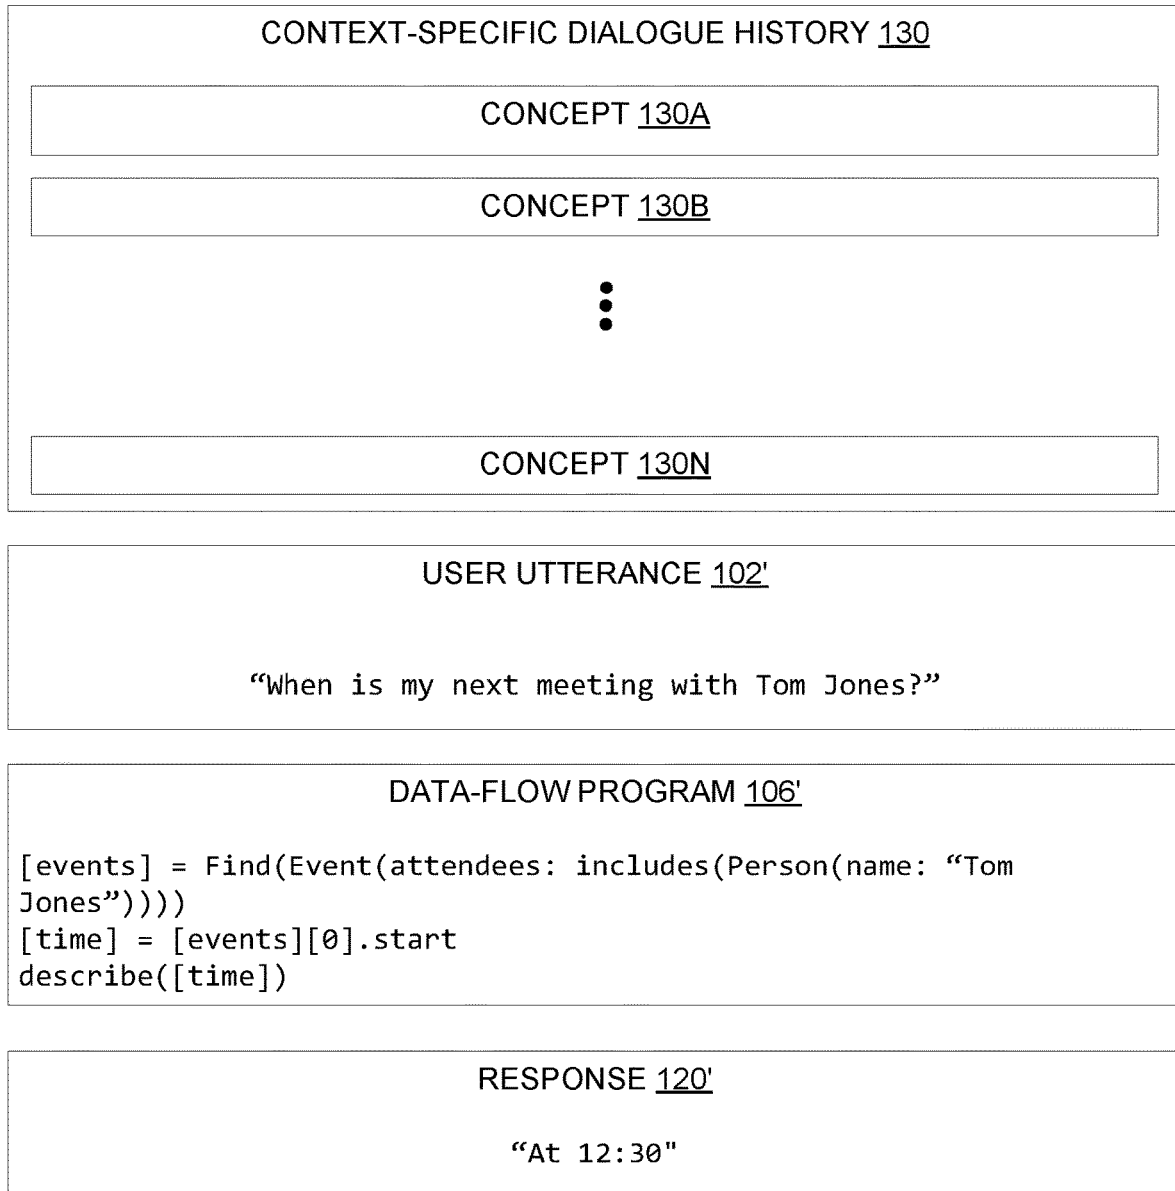 CONTEXT-SPECIFIC DIALOGUE HISTORY 130
CONCEPT 130A
CONCEPT 130B
CONCEPT 130N
USER UTTERANCE 102'
“When is my next meeting with Tom Jones?”
DATA-FLOW PROGRAM 106'
[events] = Find(Event(attendees: includes(Person(name: “Tom
Jones”))))
[time] = [events][0].start
describe([time])
RESPONSE 120'
“At 12:30"